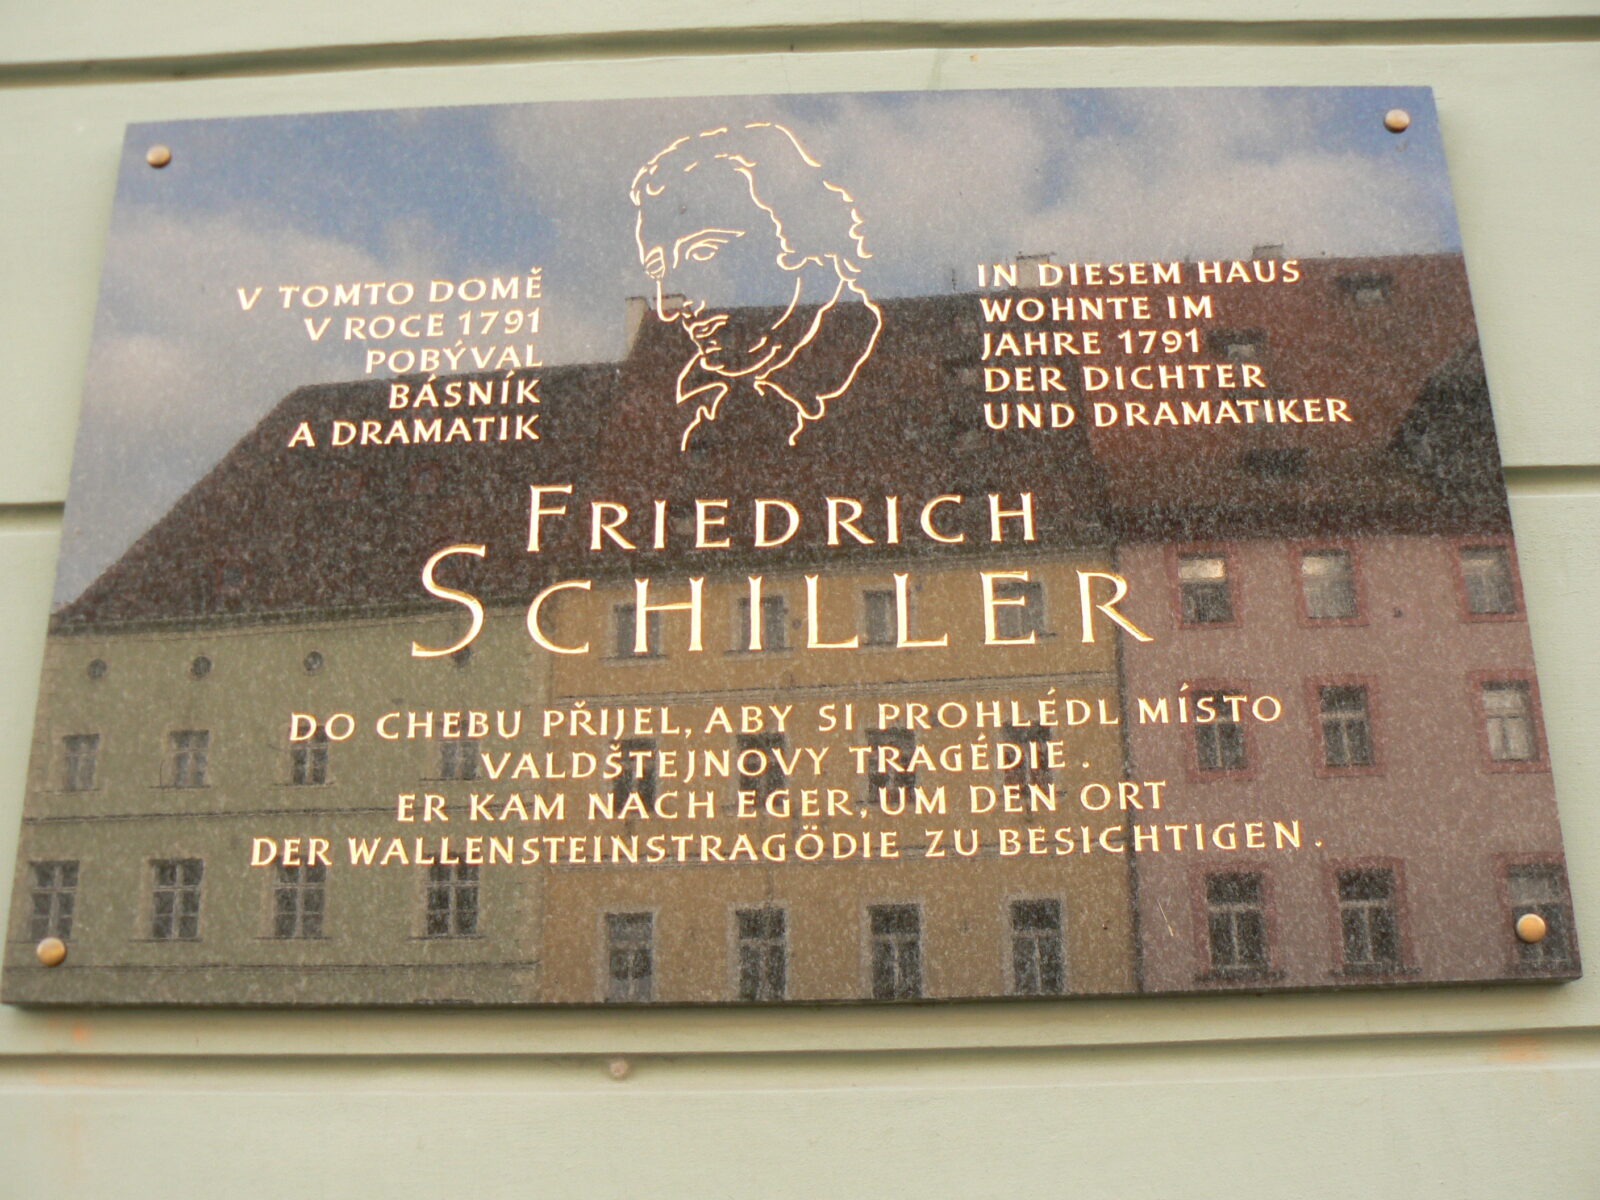 V TOMTO DOMĚ
V ROCE 1791
POBÝVAL
BÁSNÍK
A DRAMATIK
IN DIESEM HAUS
WOHNTE IM
JAHRE 1791
DER DICHTER
UND DRAMATIKER
FRIEDRICH
SCHILLER
DO CHEBU PŘIJEL, ABY SI PROHLÉDL MÍSTO
VALDŠTEJNOVY TRAGÉDIE.
ER KAM NACH EGER, UM DEN ORT
DER WALLENSTEINSTRAGÖDIE ZU BESICHTIGEN.